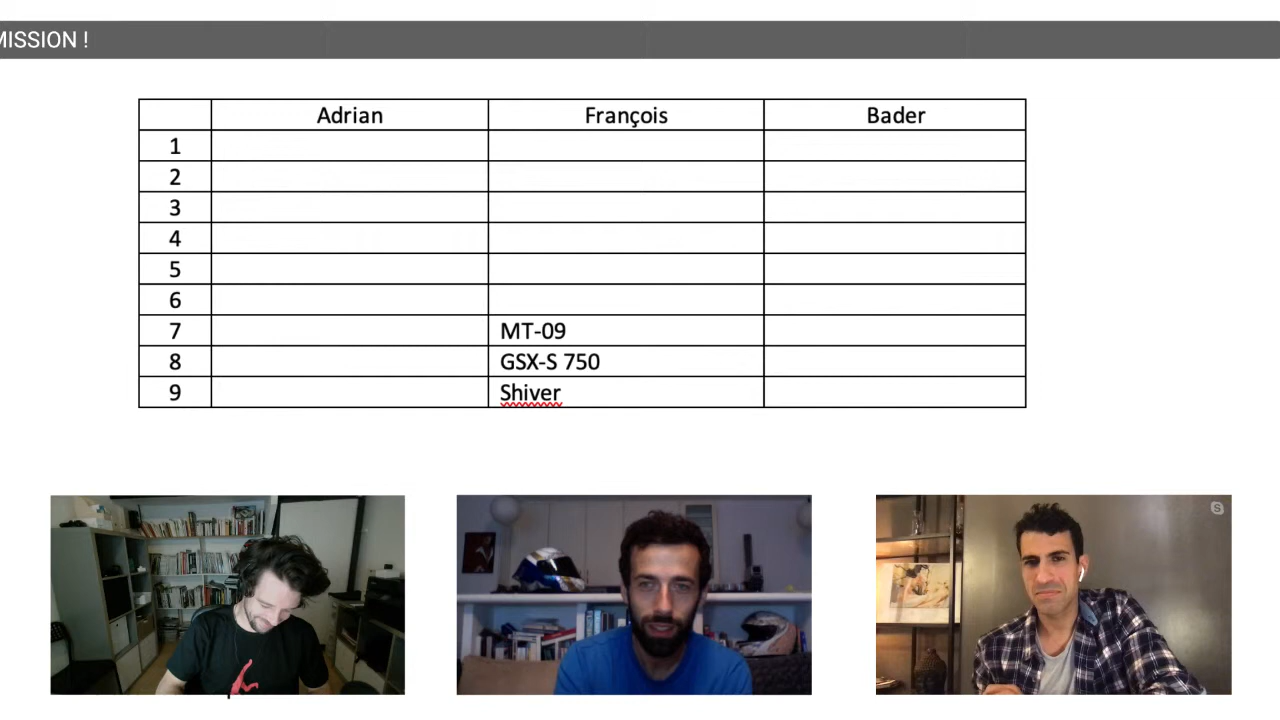 MISSION !
Adrian François Bader
1
2
3
4
5
6
7 MT-09
8 GSX-S 750
9 Shiver
S